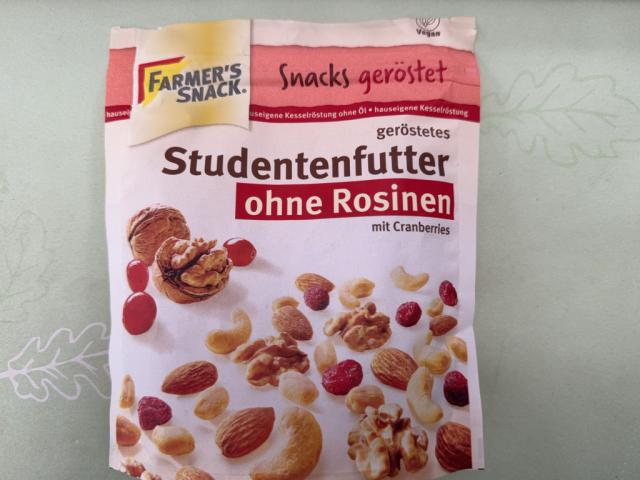 Vegan
FARMER'S
SNACK.
Snacks geröstet
hauseigene Kesselröstung ohne Öl • hauseigene Kesselröstung
geröstetes
Studentenfutter
ohne Rosinen
mit Cranberries